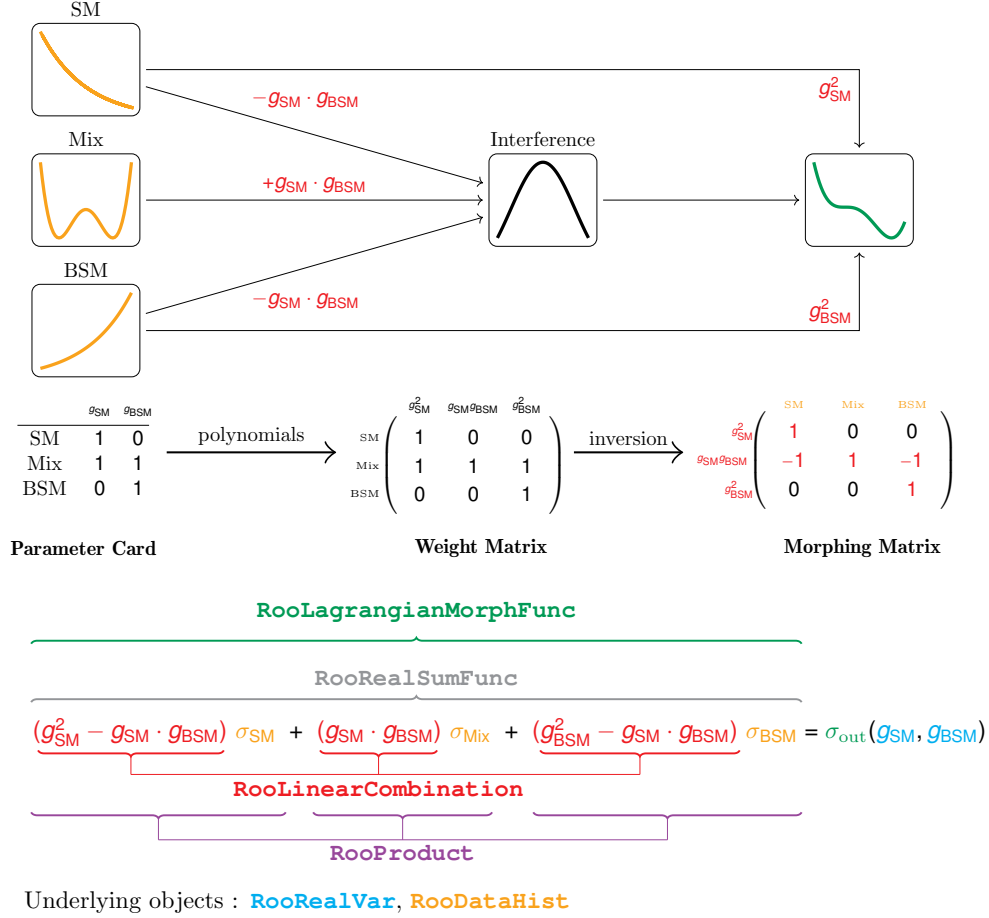 SM
g²_SM
−g_SM · g_BSM
Mix
Interference
+g_SM · g_BSM
BSM
−g_SM · g_BSM
g²_BSM
g_SM g_BSM
SM 1 0
Mix 1 1
BSM 0 1
Parameter Card
polynomials
g²_SM g_SM g_BSM g²_BSM
SM 1 0 0
Mix 1 1 1
BSM 0 0 1
Weight Matrix
inversion
SM Mix BSM
g²_SM 1 0 0
g_SM g_BSM −1 1 −1
g²_BSM 0 0 1
Morphing Matrix
RooLagrangianMorphFunc
RooRealSumFunc
(g²_SM − g_SM · g_BSM) σ_SM + (g_SM · g_BSM) σ_Mix + (g²_BSM − g_SM · g_BSM) σ_BSM = σ_out(g_SM, g_BSM)
RooLinearCombination
RooProduct
Underlying objects : RooRealVar, RooDataHist